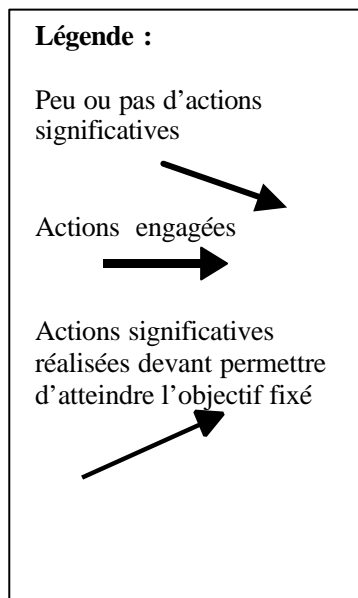 Légende :
Peu ou pas d’actions
significatives
Actions engagées
Actions significatives
réalisées devant permettre
d’atteindre l’objectif fixé